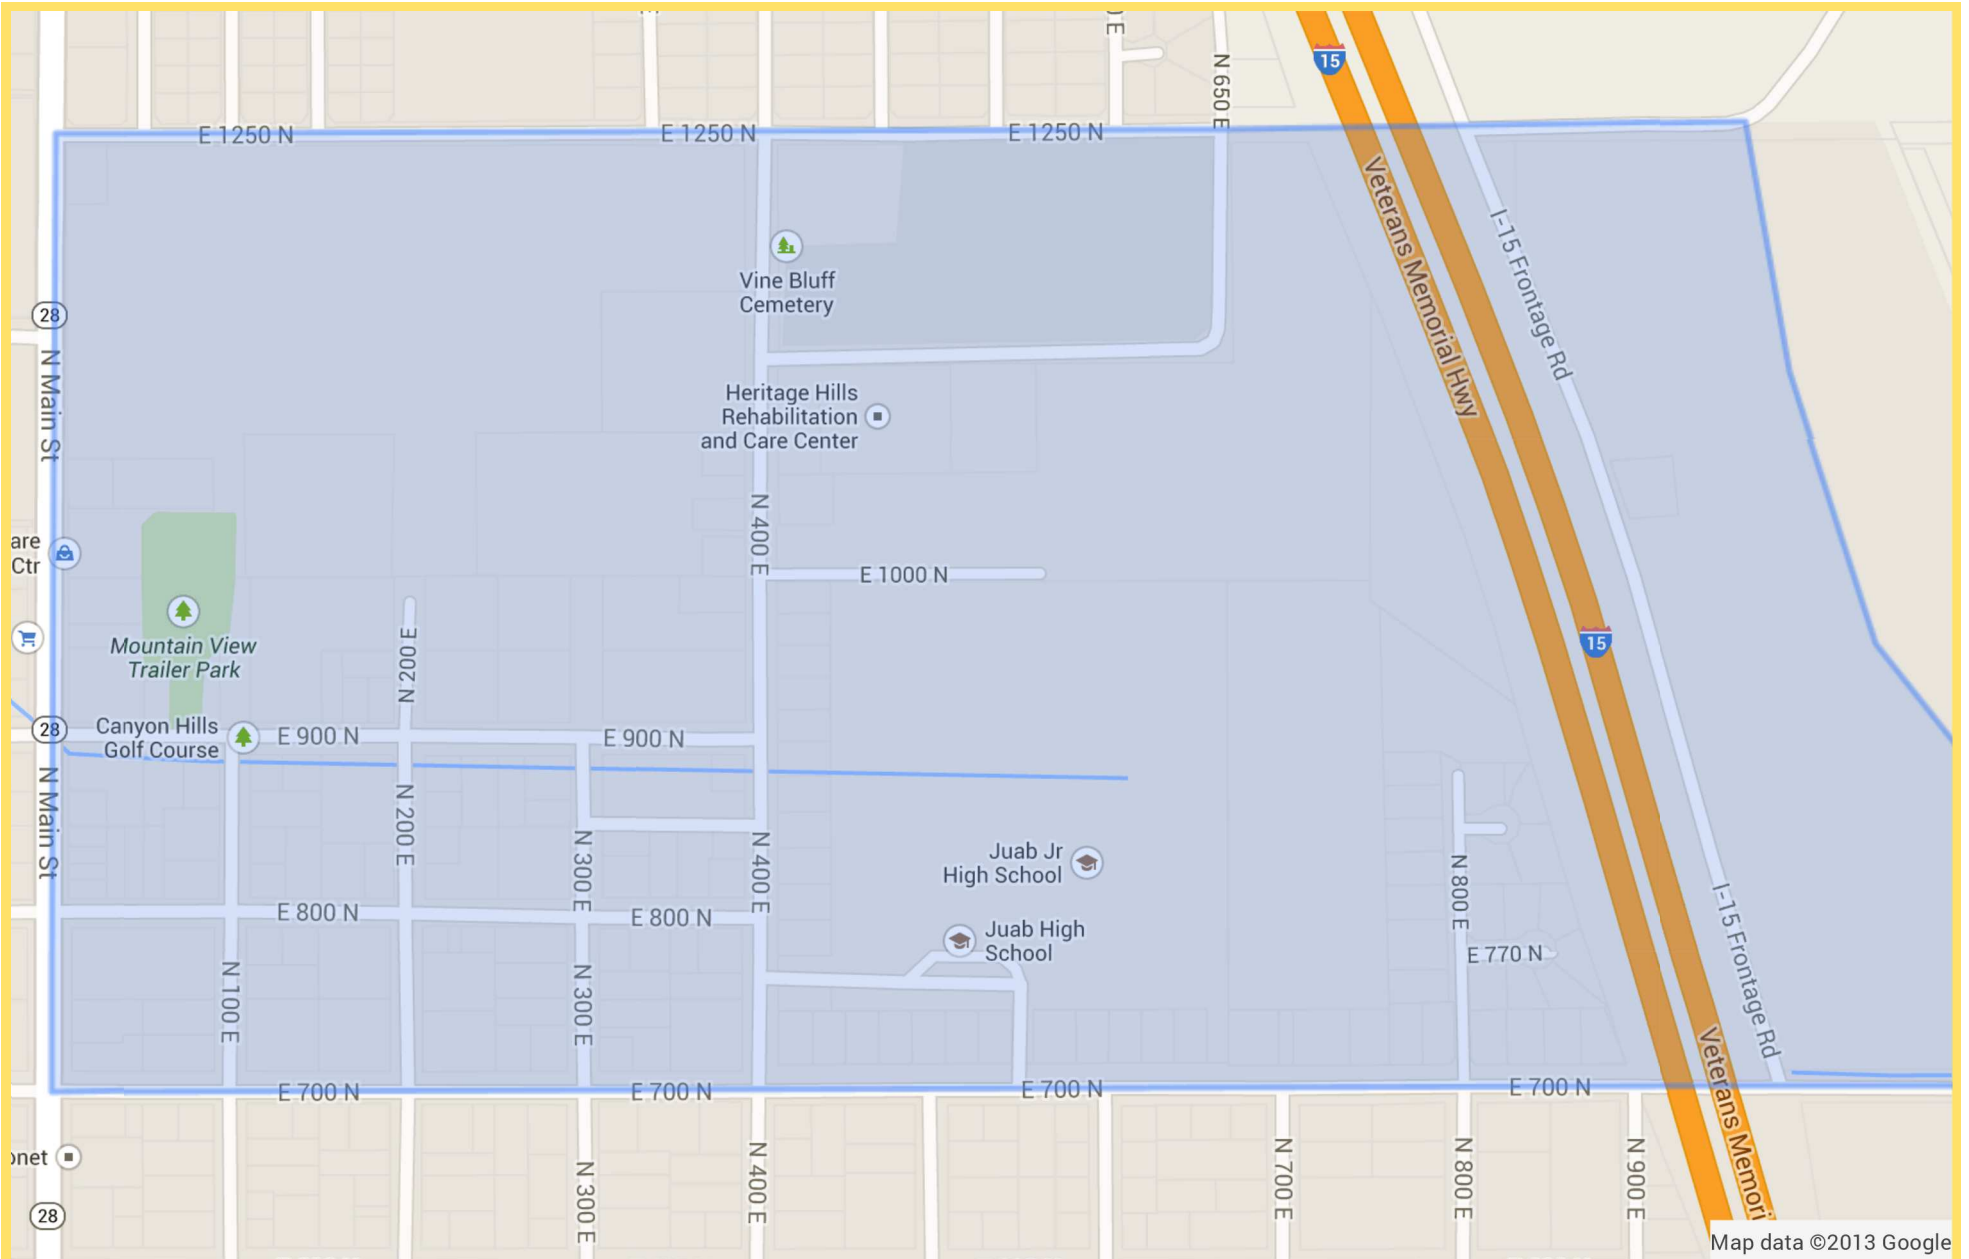 15
N 650 E
E 1250 N
E 1250 N
E 1250 N
Veterans Memorial Hwy
I-15 Frontage Rd
Vine Bluff
Cemetery
28
N Main St
Heritage Hills
Rehabilitation
and Care Center
N 400 E
are
Ctr
E 1000 N
Mountain View
Trailer Park
N 200 E
15
28
Canyon Hills
Golf Course
E 900 N
E 900 N
N Main St
N 200 E
N 300 E
N 400 E
Juab Jr
High School
N 800 E
E 800 N
E 800 N
Juab High
School
E 770 N
I-15 Frontage Rd
N 100 E
N 300 E
E 700 N
E 700 N
E 700 N
E 700 N
Veterans Memori
onet
28
N 300 E
N 400 E
N 700 E
N 800 E
N 900 E
Map data ©2013 Google